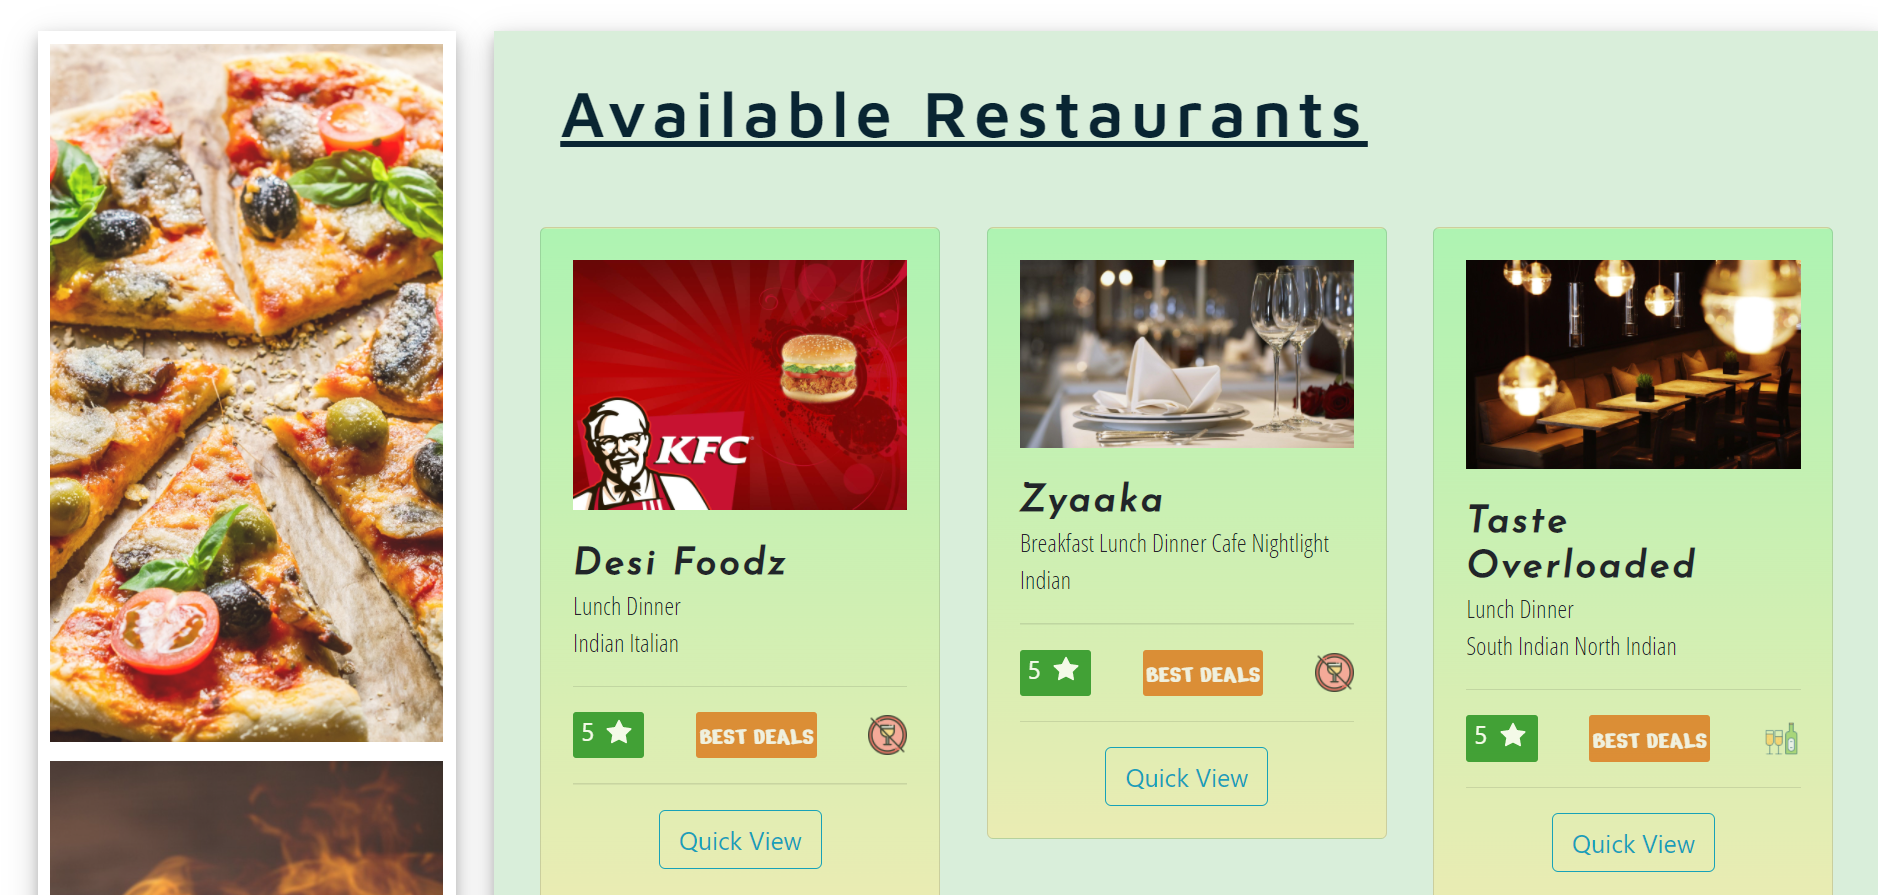 Available Restaurants
KFC
Desi Foodz
Lunch Dinner
Indian Italian
5
BEST DEALS
Quick View
Zyaaka
Breakfast Lunch Dinner Cafe Nightlight
Indian
5
BEST DEALS
Quick View
Taste
Overloaded
Lunch Dinner
South Indian North Indian
5
BEST DEALS
Quick View